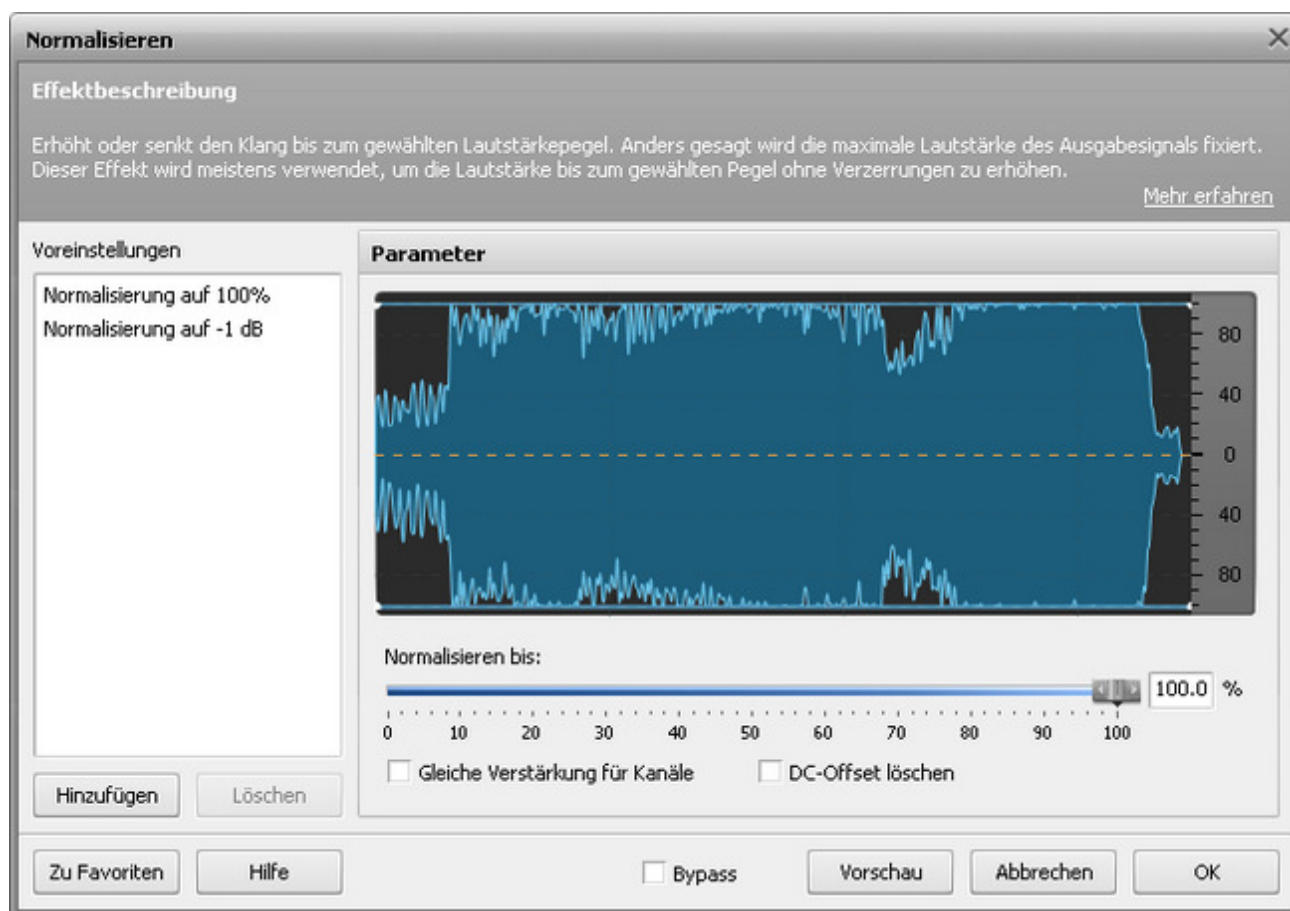 Normalisieren
Effektbeschreibung
Erhöht oder senkt den Klang bis zum gewählten Lautstärkepegel. Anders gesagt wird die maximale Lautstärke des Ausgabesignals fixiert.
Dieser Effekt wird meistens verwendet, um die Lautstärke bis zum gewählten Pegel ohne Verzerrungen zu erhöhen.
Mehr erfahren
Voreinstellungen
Normalisierung auf 100%
Normalisierung auf -1 dB
Hinzufügen Löschen
Parameter
80
40
0
40
80
Normalisieren bis:
100.0 %
0 10 20 30 40 50 60 70 80 90 100
Gleiche Verstärkung für Kanäle DC-Offset löschen
Zu Favoriten Hilfe Bypass Vorschau Abbrechen OK